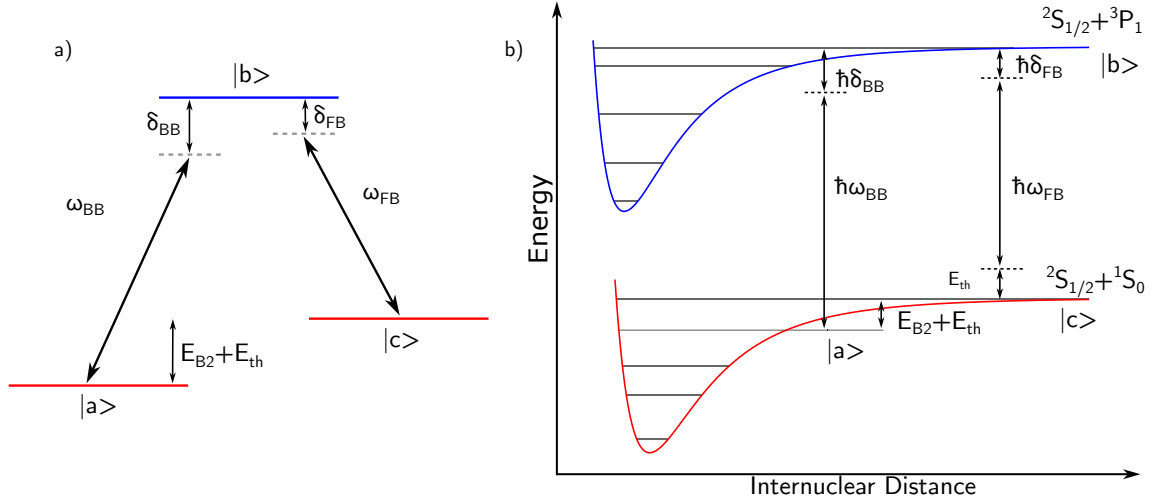 a)
|b>
δBB
δFB
ωBB
ωFB
|c>
EB2+Eth
|a>
b)
Energy
2S1/2+3P1
|b>
ħδBB
ħδFB
ħωBB
ħωFB
Eth
2S1/2+1S0
EB2+Eth
|c>
|a>
Internuclear Distance